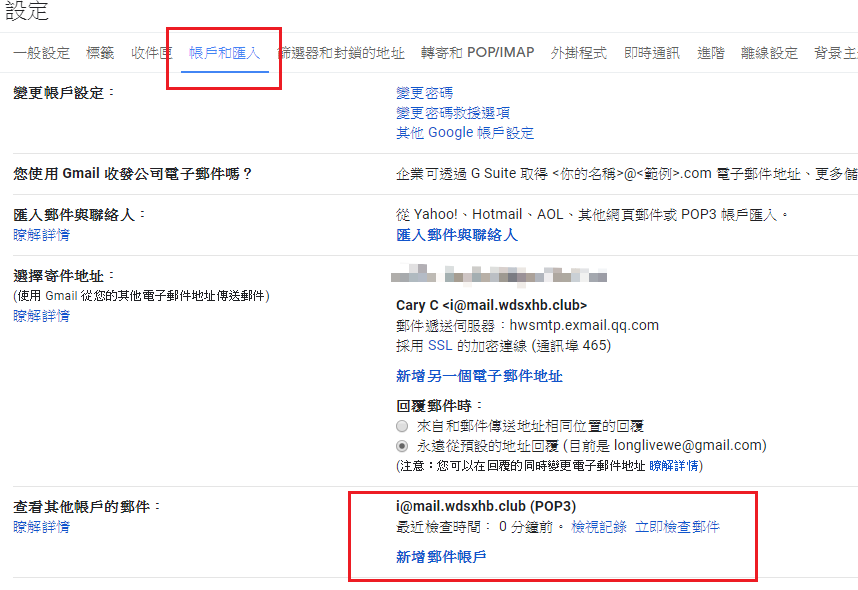 設定
一般設定 標籤 收件匣 帳戶和匯入 篩選器和封鎖的地址 轉寄和 POP/IMAP 外掛程式 即時通訊 進階 離線設定 背景主
變更帳戶設定：
變更密碼
變更密碼救援選項
其他 Google 帳戶設定
您使用 Gmail 收發公司電子郵件嗎？
企業可透過 G Suite 取得 <你的名稱>@<範例>.com 電子郵件地址、更多儲
匯入郵件與聯絡人：
瞭解詳情
從 Yahoo!、Hotmail、AOL、其他網頁郵件或 POP3 帳戶匯入。
匯入郵件與聯絡人
選擇寄件地址：
(使用 Gmail 從您的其他電子郵件地址傳送郵件)
瞭解詳情
Cary C <i@mail.wdsxhb.club>
郵件遞送伺服器：hwsmtp.exmail.qq.com
採用 SSL 的加密連線 (通訊埠 465)
新增另一個電子郵件地址
回覆郵件時：
來自和郵件傳送地址相同位置的回覆
永遠從預設的地址回覆 (目前是 longlivewe@gmail.com)
(注意：您可以在回覆的同時變更電子郵件地址 瞭解詳情)
查看其他帳戶的郵件：
瞭解詳情
i@mail.wdsxhb.club (POP3)
最近檢查時間： 0 分鐘前。 檢視記錄 立即檢查郵件
新增郵件帳戶